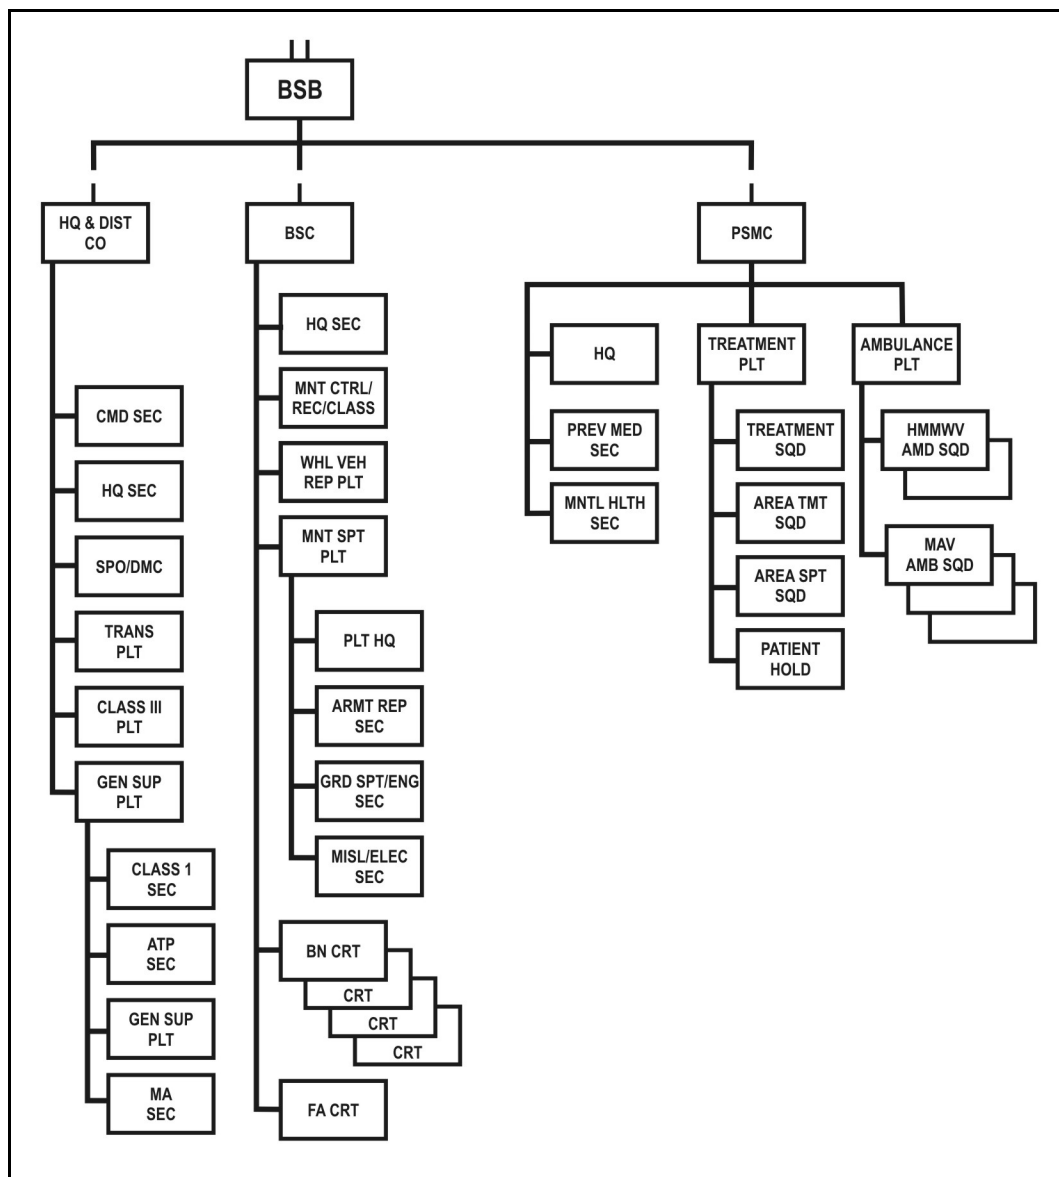 BSB
HQ & DIST
CO
CMD SEC
HQ SEC
SPO/DMC
TRANS
PLT
CLASS III
PLT
GEN SUP
PLT
CLASS 1
SEC
ATP
SEC
GEN SUP
PLT
MA
SEC
BSC
HQ SEC
MNT CTRL/
REC/CLASS
WHL VEH
REP PLT
MNT SPT
PLT
PLT HQ
ARMT REP
SEC
GRD SPT/ENG
SEC
MISL/ELEC
SEC
BN CRT
CRT
CRT
CRT
FA CRT
PSMC
HQ
PREV MED
SEC
MNTL HLTH
SEC
TREATMENT
PLT
TREATMENT
SQD
AREA TMT
SQD
AREA SPT
SQD
PATIENT
HOLD
AMBULANCE
PLT
HMMWV
AMD SQD
MAV
AMB SQD